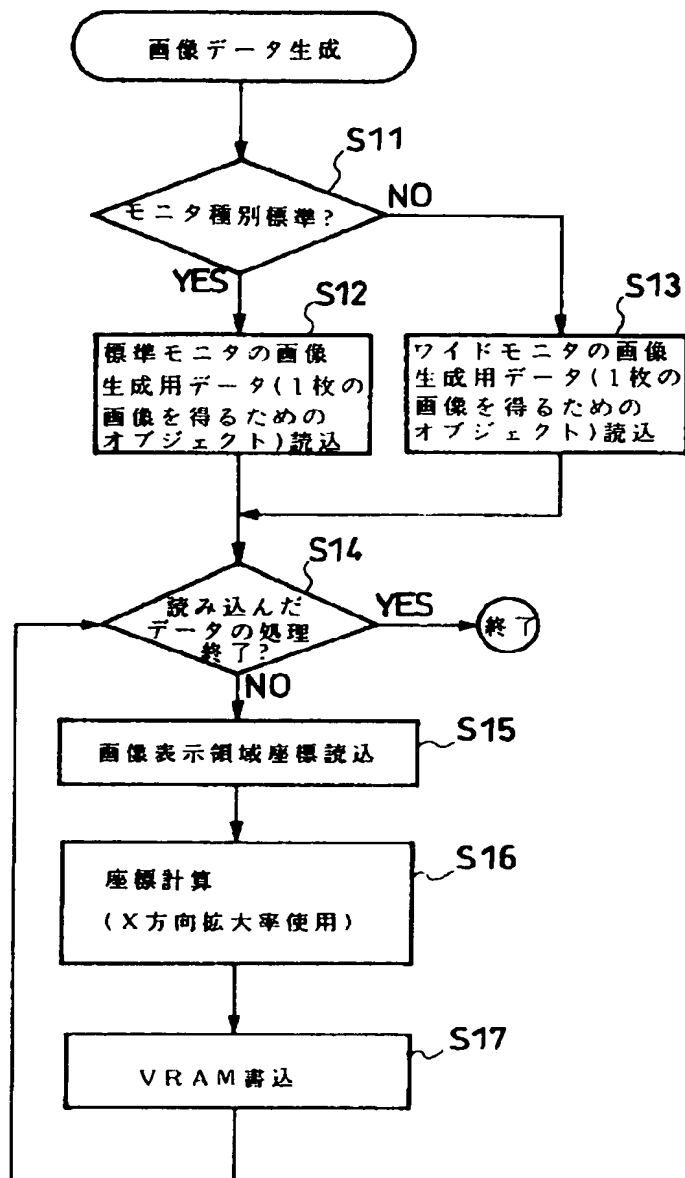 画像データ生成
S11
モニタ種別標準?
NO
YES
S12
標準モニタの画像
生成用データ(1枚の
画像を得るための
オブジェクト)読込
S13
ワイドモニタの画像
生成用データ(1枚の
画像を得るための
オブジェクト)読込
S14
読み込んだ
データの処理
終了?
YES
終了
NO
S15
画像表示領域座標読込
S16
座標計算
(X方向拡大率使用)
S17
VRAM書込